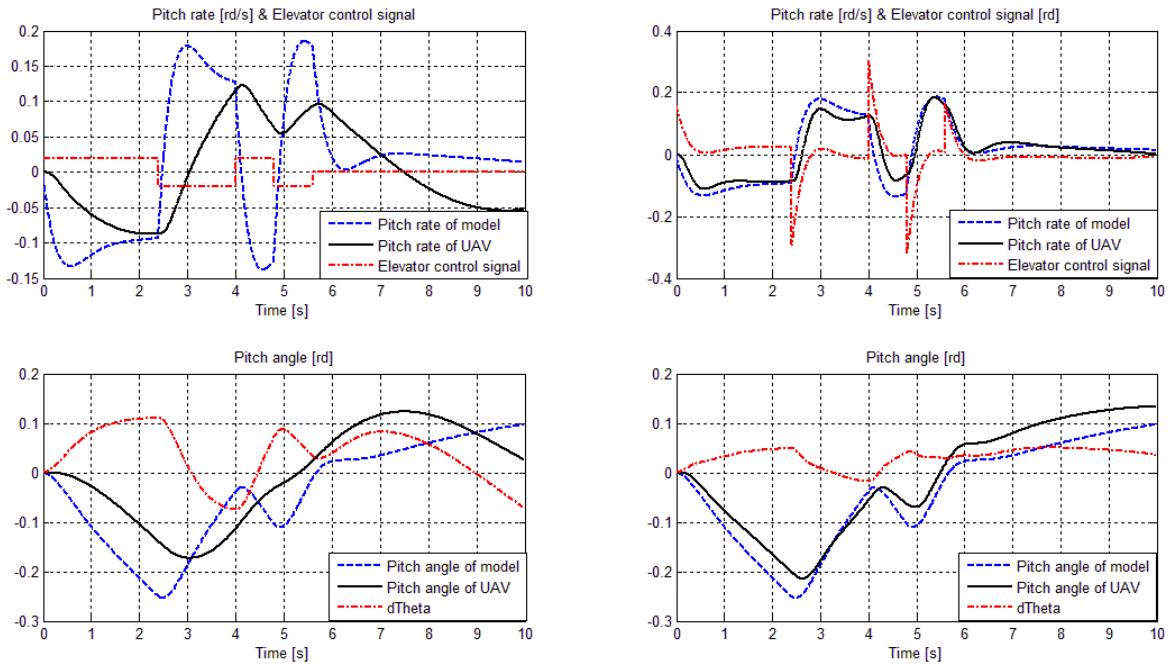 Pitch rate [rd/s] & Elevator control signal
0.2
0.15
0.1
0.05
0
-0.05
-0.1
-0.15
Pitch rate of model
Pitch rate of UAV
Elevator control signal
0 1 2 3 4 5 6 7 8 9 10
Time [s]
Pitch rate [rd/s] & Elevator control signal [rd]
0.4
0.2
0
-0.2
-0.4
Pitch rate of model
Pitch rate of UAV
Elevator control signal
0 1 2 3 4 5 6 7 8 9 10
Time [s]
Pitch angle [rd]
0.2
0.1
0
-0.1
-0.2
-0.3
Pitch angle of model
Pitch angle of UAV
dTheta
0 1 2 3 4 5 6 7 8 9 10
Time [s]
Pitch angle [rd]
0.2
0.1
0
-0.1
-0.2
-0.3
Pitch angle of model
Pitch angle of UAV
dTheta
0 1 2 3 4 5 6 7 8 9 10
Time [s]